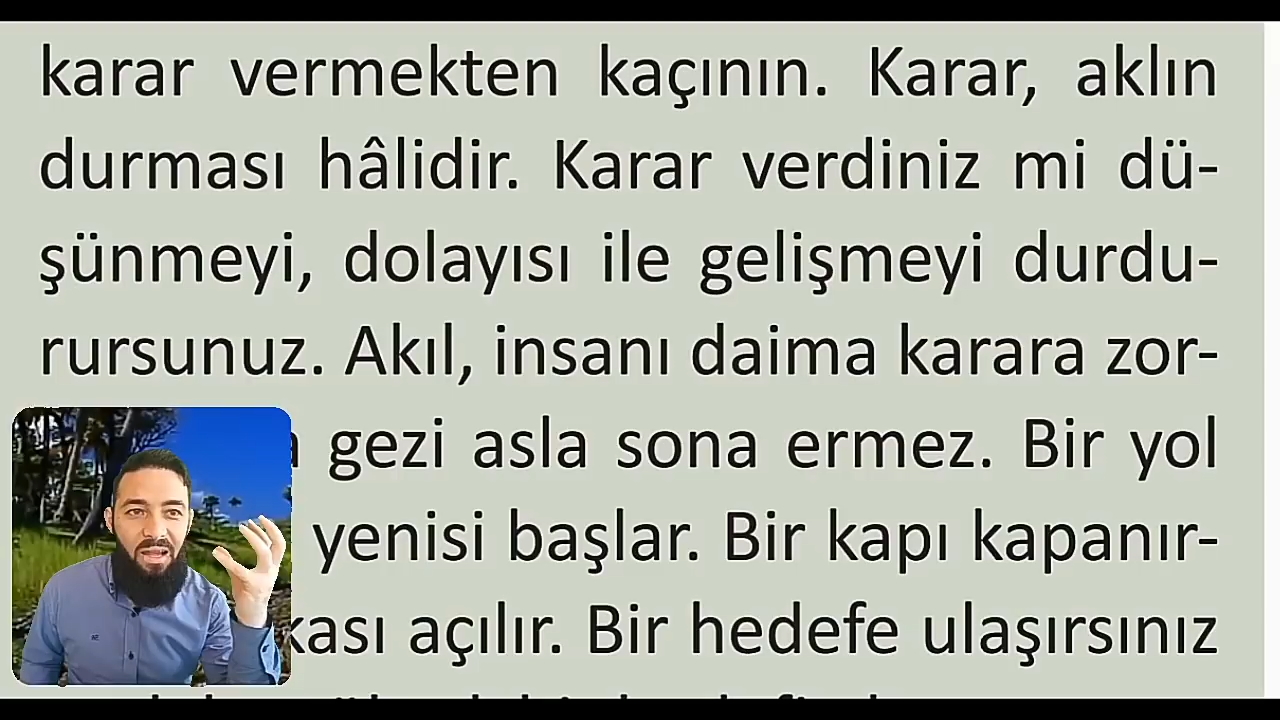 karar vermekten kaçının. Karar, aklın
durması hâlidir. Karar verdiniz mi dü-
şünmeyi, dolayısı ile gelişmeyi durdu-
rursunuz. Akıl, insanı daima karara zor-
gezi asla sona ermez. Bir yol
yenisi başlar. Bir kapı kapanır-
kası açılır. Bir hedefe ulaşırsınız